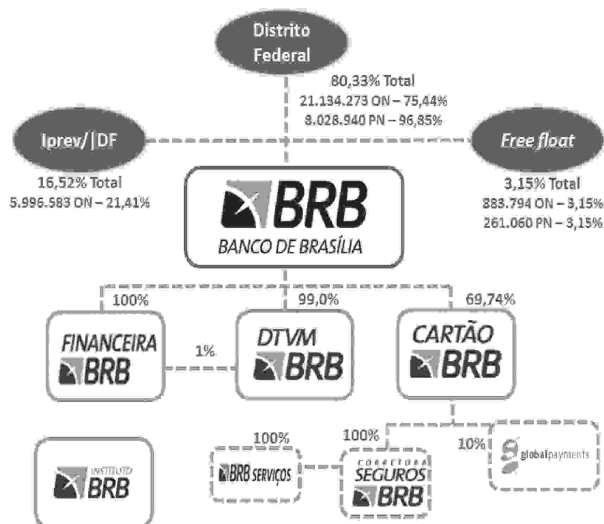 Distrito
Federal
80,33% Total
21.134.273 ON – 75,44%
8.028.940 PN – 96,85%
Iprev/|DF
16,52% Total
5.996.583 ON – 21,41%
Free float
3,15% Total
883.794 ON – 3,15%
261.060 PN – 3,15%
BRB
BANCO DE BRASÍLIA
100%
99,0%
69,74%
FINANCEIRA
BRB
1%
DTVM
BRB
CARTÃO
BRB
INSTITUTO
BRB
100%
BRB SERVIÇOS
100%
CORRETORA
SEGUROS
BRB
10%
globalpayments